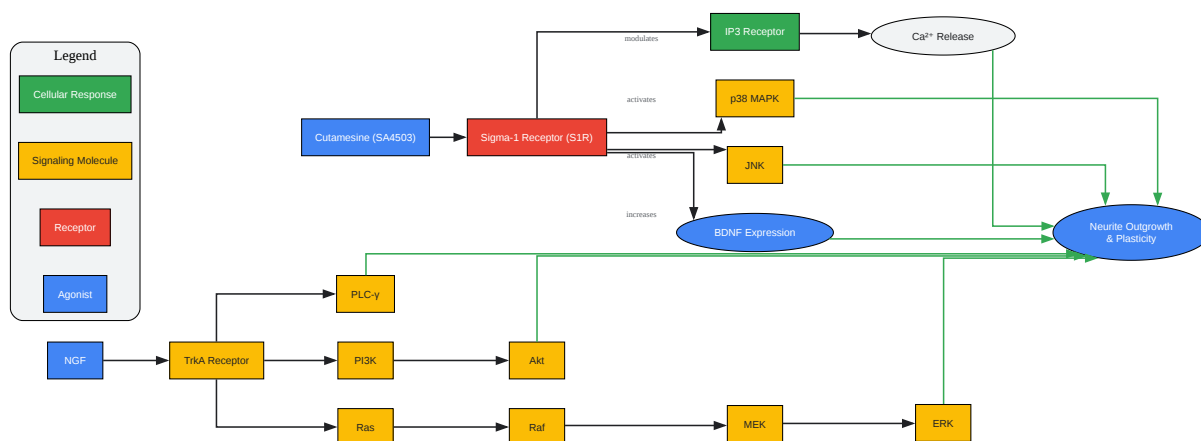 Legend
Cellular Response
Signaling Molecule
Receptor
Agonist
IP3 Receptor
Ca²⁺ Release
modulates
p38 MAPK
activates
Cutamesine (SA4503)
Sigma-1 Receptor (S1R)
activates
JNK
increases
BDNF Expression
Neurite Outgrowth
& Plasticity
PLC-γ
NGF
TrkA Receptor
PI3K
Akt
Ras
Raf
MEK
ERK